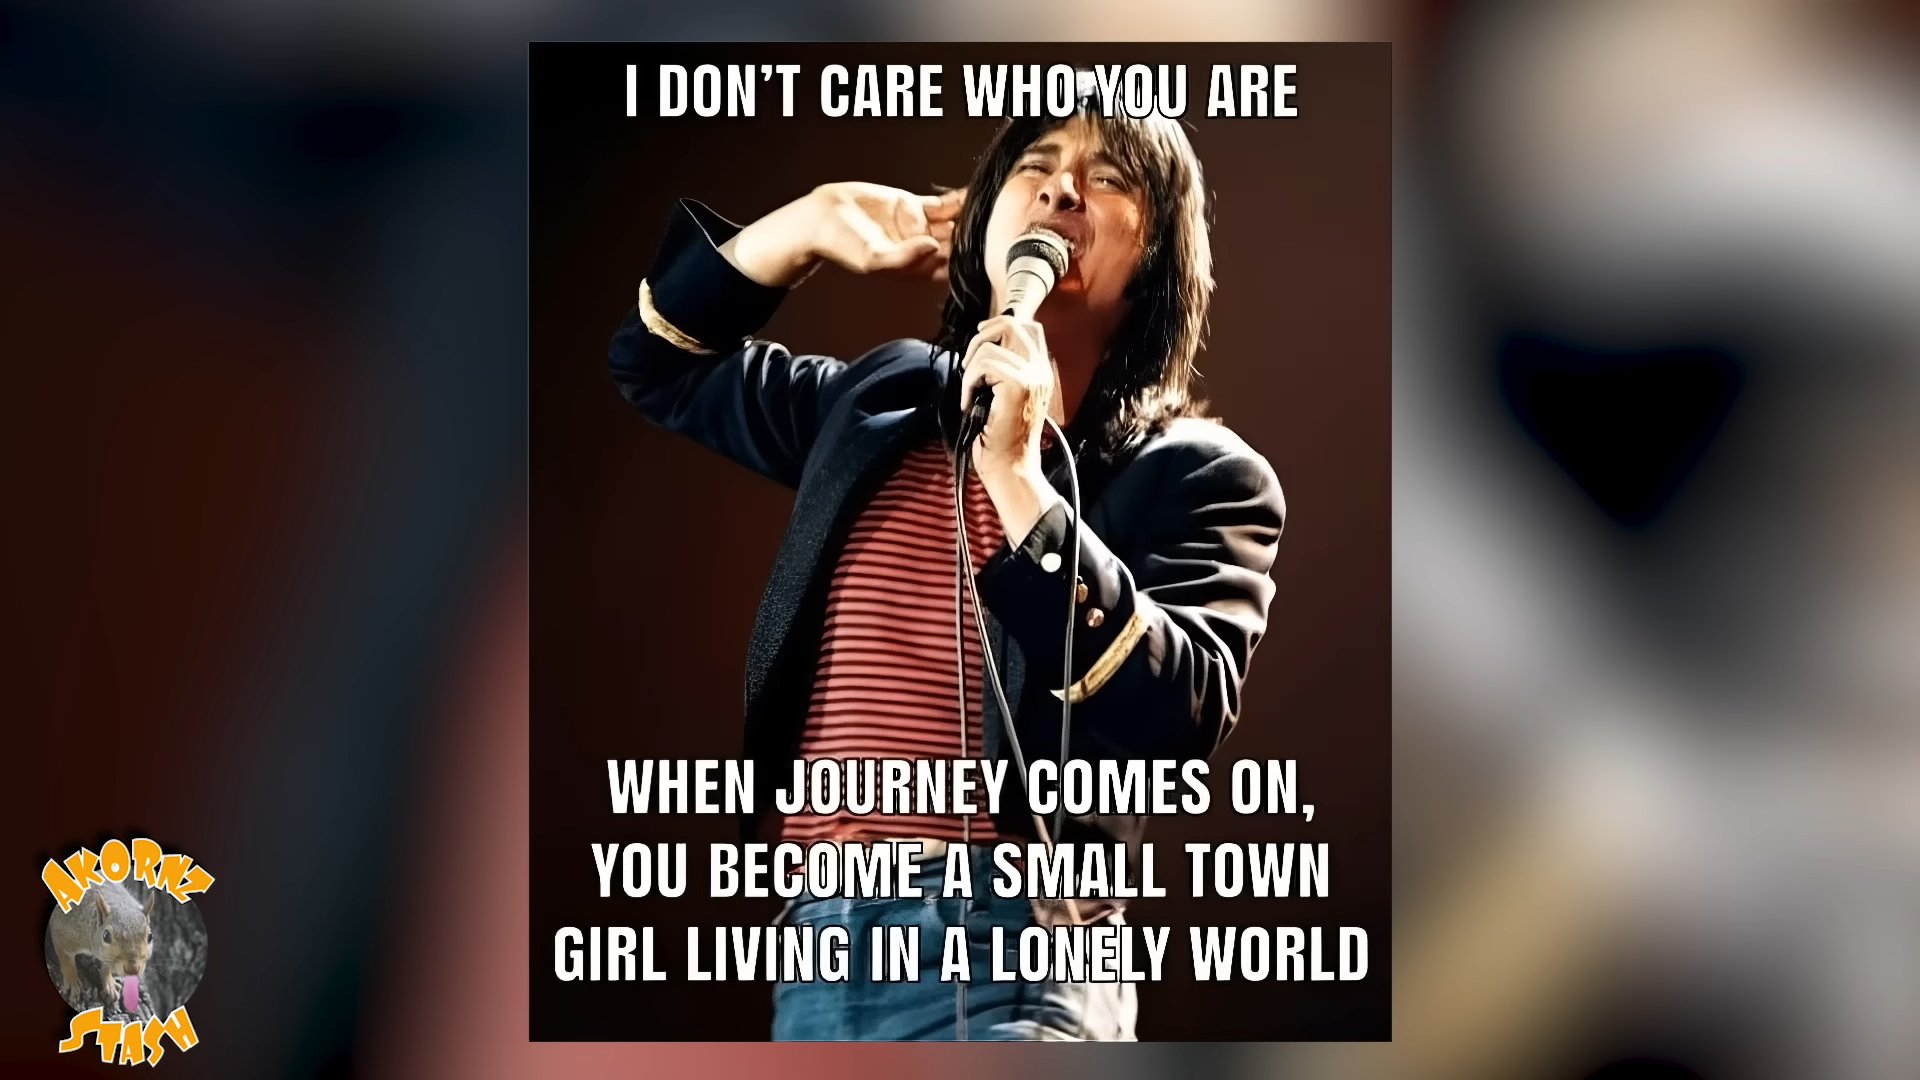 I DON’T CARE WHO YOU ARE
WHEN JOURNEY COMES ON,
YOU BECOME A SMALL TOWN
GIRL LIVING IN A LONELY WORLD
AKORNZ
STASH